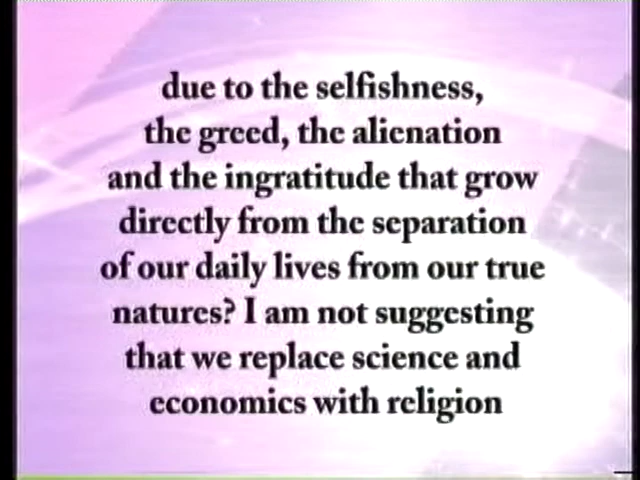 due to the selfishness,
the greed, the alienation
and the ingratitude that grow
directly from the separation
of our daily lives from our true
natures? I am not suggesting
that we replace science and
economics with religion